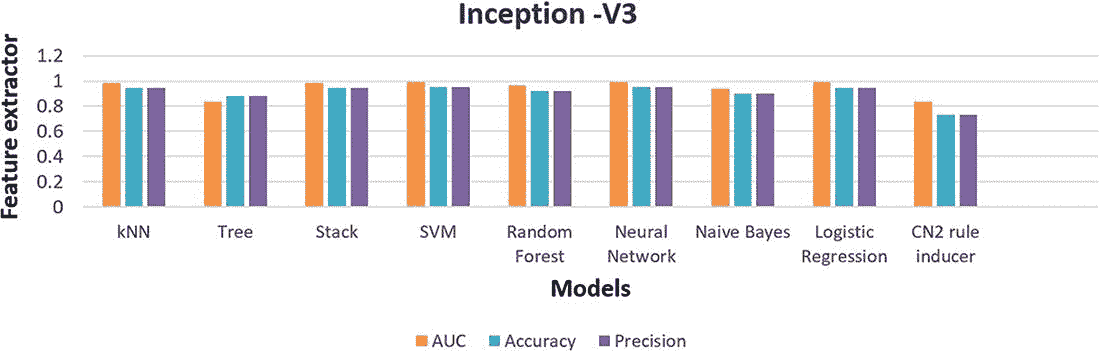 Inception -V3
Feature extractor
1.2
1
0.8
0.6
0.4
0.2
0
kNN
Tree
Stack
SVM
Random
Forest
Neural
Network
Naive Bayes
Logistic
Regression
CN2 rule
inducer
Models
AUC Accuracy Precision